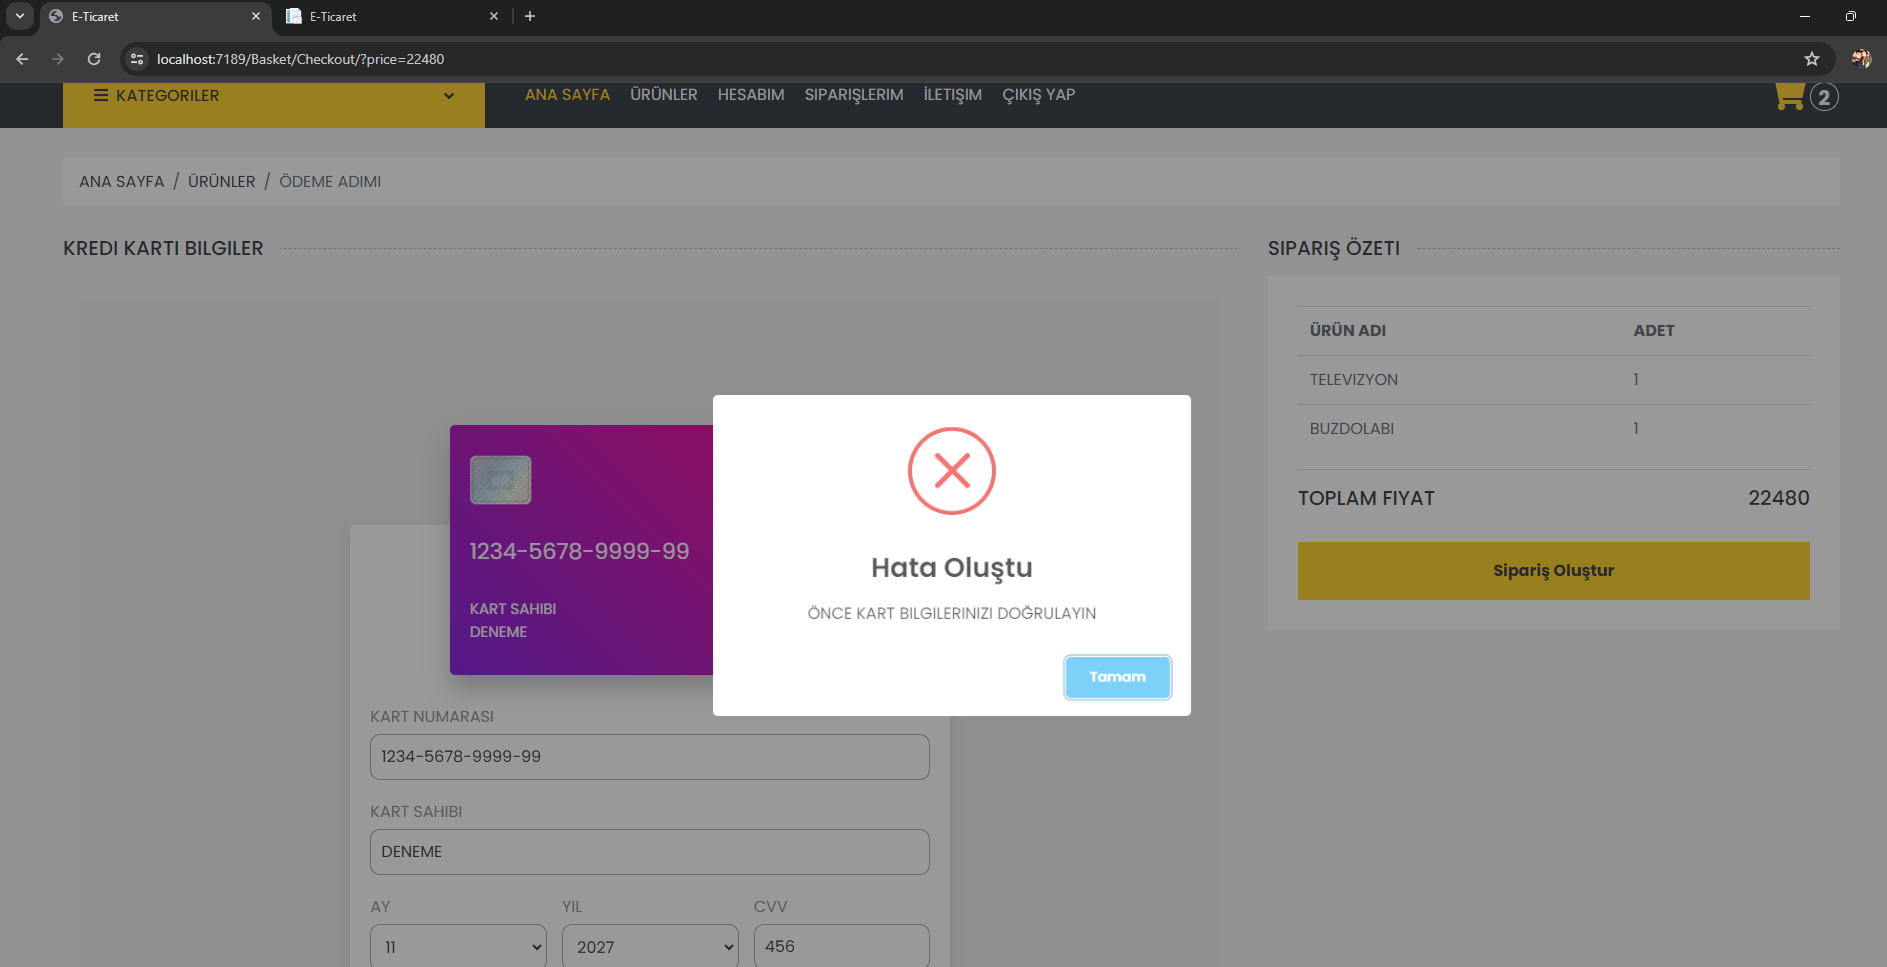 E-Ticaret
E-Ticaret
localhost:7189/Basket/Checkout/?price=22480
KATEGORILER
ANA SAYFA ÜRÜNLER HESABIM SIPARIŞLERIM İLETIŞIM ÇIKIŞ YAP
2
ANA SAYFA / ÜRÜNLER / ÖDEME ADIMI
KREDI KARTI BILGILER
1234-5678-9999-99
KART SAHIBI
DENEME
KART NUMARASI
1234-5678-9999-99
KART SAHIBI
DENEME
AY YIL CVV
11 2027 456
SIPARIŞ ÖZETI
ÜRÜN ADI ADET
TELEVIZYON 1
BUZDOLABI 1
TOPLAM FIYAT 22480
Sipariş Oluştur
Hata Oluştu
ÖNCE KART BILGILERINIZI DOĞRULAYIN
Tamam